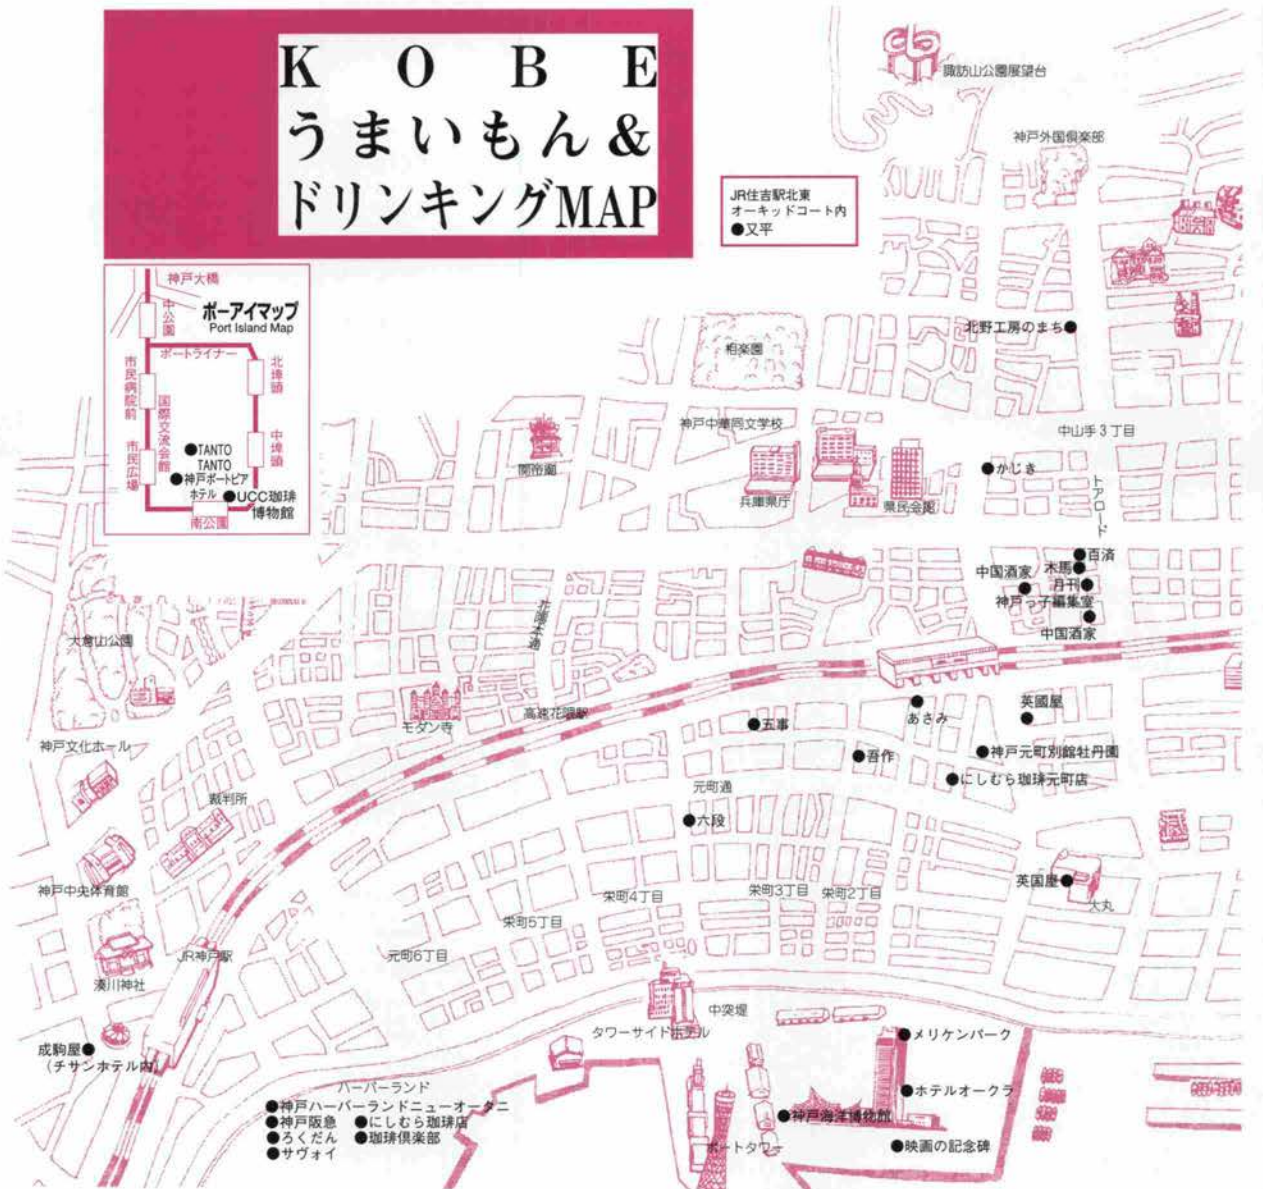 KOBE
うまいもん&
ドリンキングMAP
諏訪山公園展望台
神戸外国倶楽部
JR住吉駅北東
オーキッドコート内
●又平
神戸大橋
ポーアイマップ
Port Island Map
中公園
ポートライナー
市民病院前
北埠頭
国際交流会館
市民広場
中埠頭
●TANTO
TANTO
●神戸ポートピア
ホテル
●UCC珈琲
博物館
南公園
北野工房のまち●
相楽園
神戸中華同文学校
中山手3丁目
関帝廟
兵庫県庁
県民会館
●かじき
トアロード
●百済
木馬●
中国酒家
●
月刊●
神戸っ子編集室
●
中国酒家
大倉山公園
花隈本通
モダン寺
高速花隈駅
●五事
●
あさみ
英國屋
●
●吾作
●神戸元町別館牡丹園
●にしむら珈琲元町店
神戸文化ホール
元町通
裁判所
●六段
神戸中央体育館
栄町4丁目
栄町3丁目
栄町2丁目
英国屋●
大丸
栄町5丁目
元町6丁目
JR神戸駅
湊川神社
中突堤
タワーサイドホテル
●メリケンパーク
成駒屋●
(チサンホテル内)
ハーバーランド
●神戸ハーバーランドニューオータニ
●神戸阪急 ●にしむら珈琲店
●ろくだん ●珈琲倶楽部
●サヴォイ
●ホテルオークラ
●神戸海洋博物館
ポートタワー
●映画の記念碑